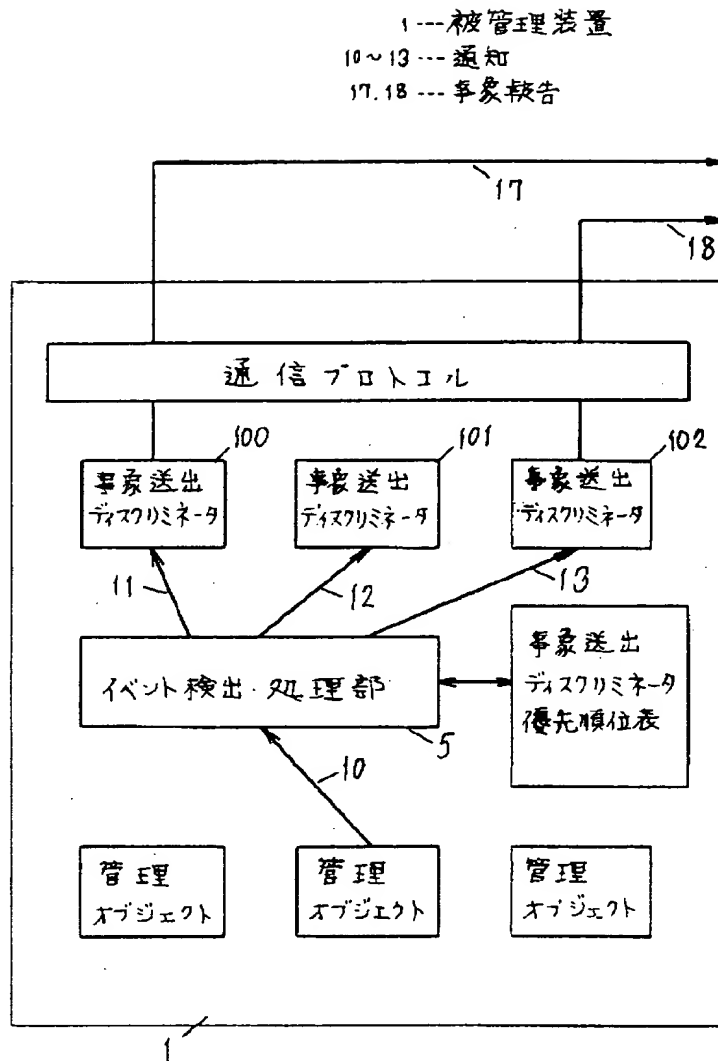 1---被管理装置
10~13---通知
17.18---事象報告
17
18
通信プロトコル
100
101
102
事象送出
ディスクリミネータ
事象送出
ディスクリミネータ
事象送出
ディスクリミネータ
11
12
13
イベント検出・処理部
事象送出
ディスクリミネータ
優先順位表
5
10
管理
オブジェクト
管理
オブジェクト
管理
オブジェクト
1